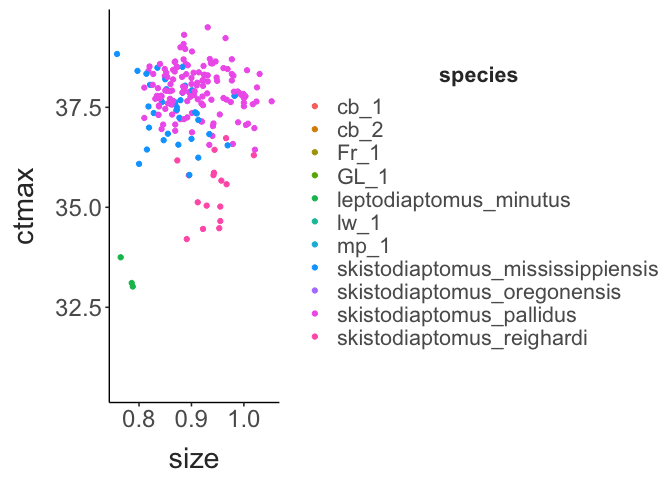 species
cb_1
cb_2
Fr_1
GL_1
leptodiaptomus_minutus
lw_1
mp_1
skistodiaptomus_mississippiensis
skistodiaptomus_oregonensis
skistodiaptomus_pallidus
skistodiaptomus_reighardi
ctmax
37.5
35.0
32.5
0.8 0.9 1.0
size